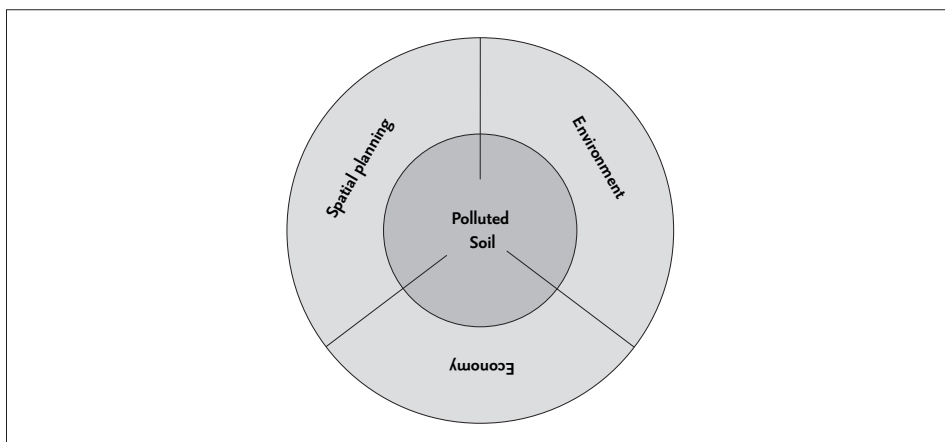 Spatial planning
Environment
Polluted
Soil
Economy